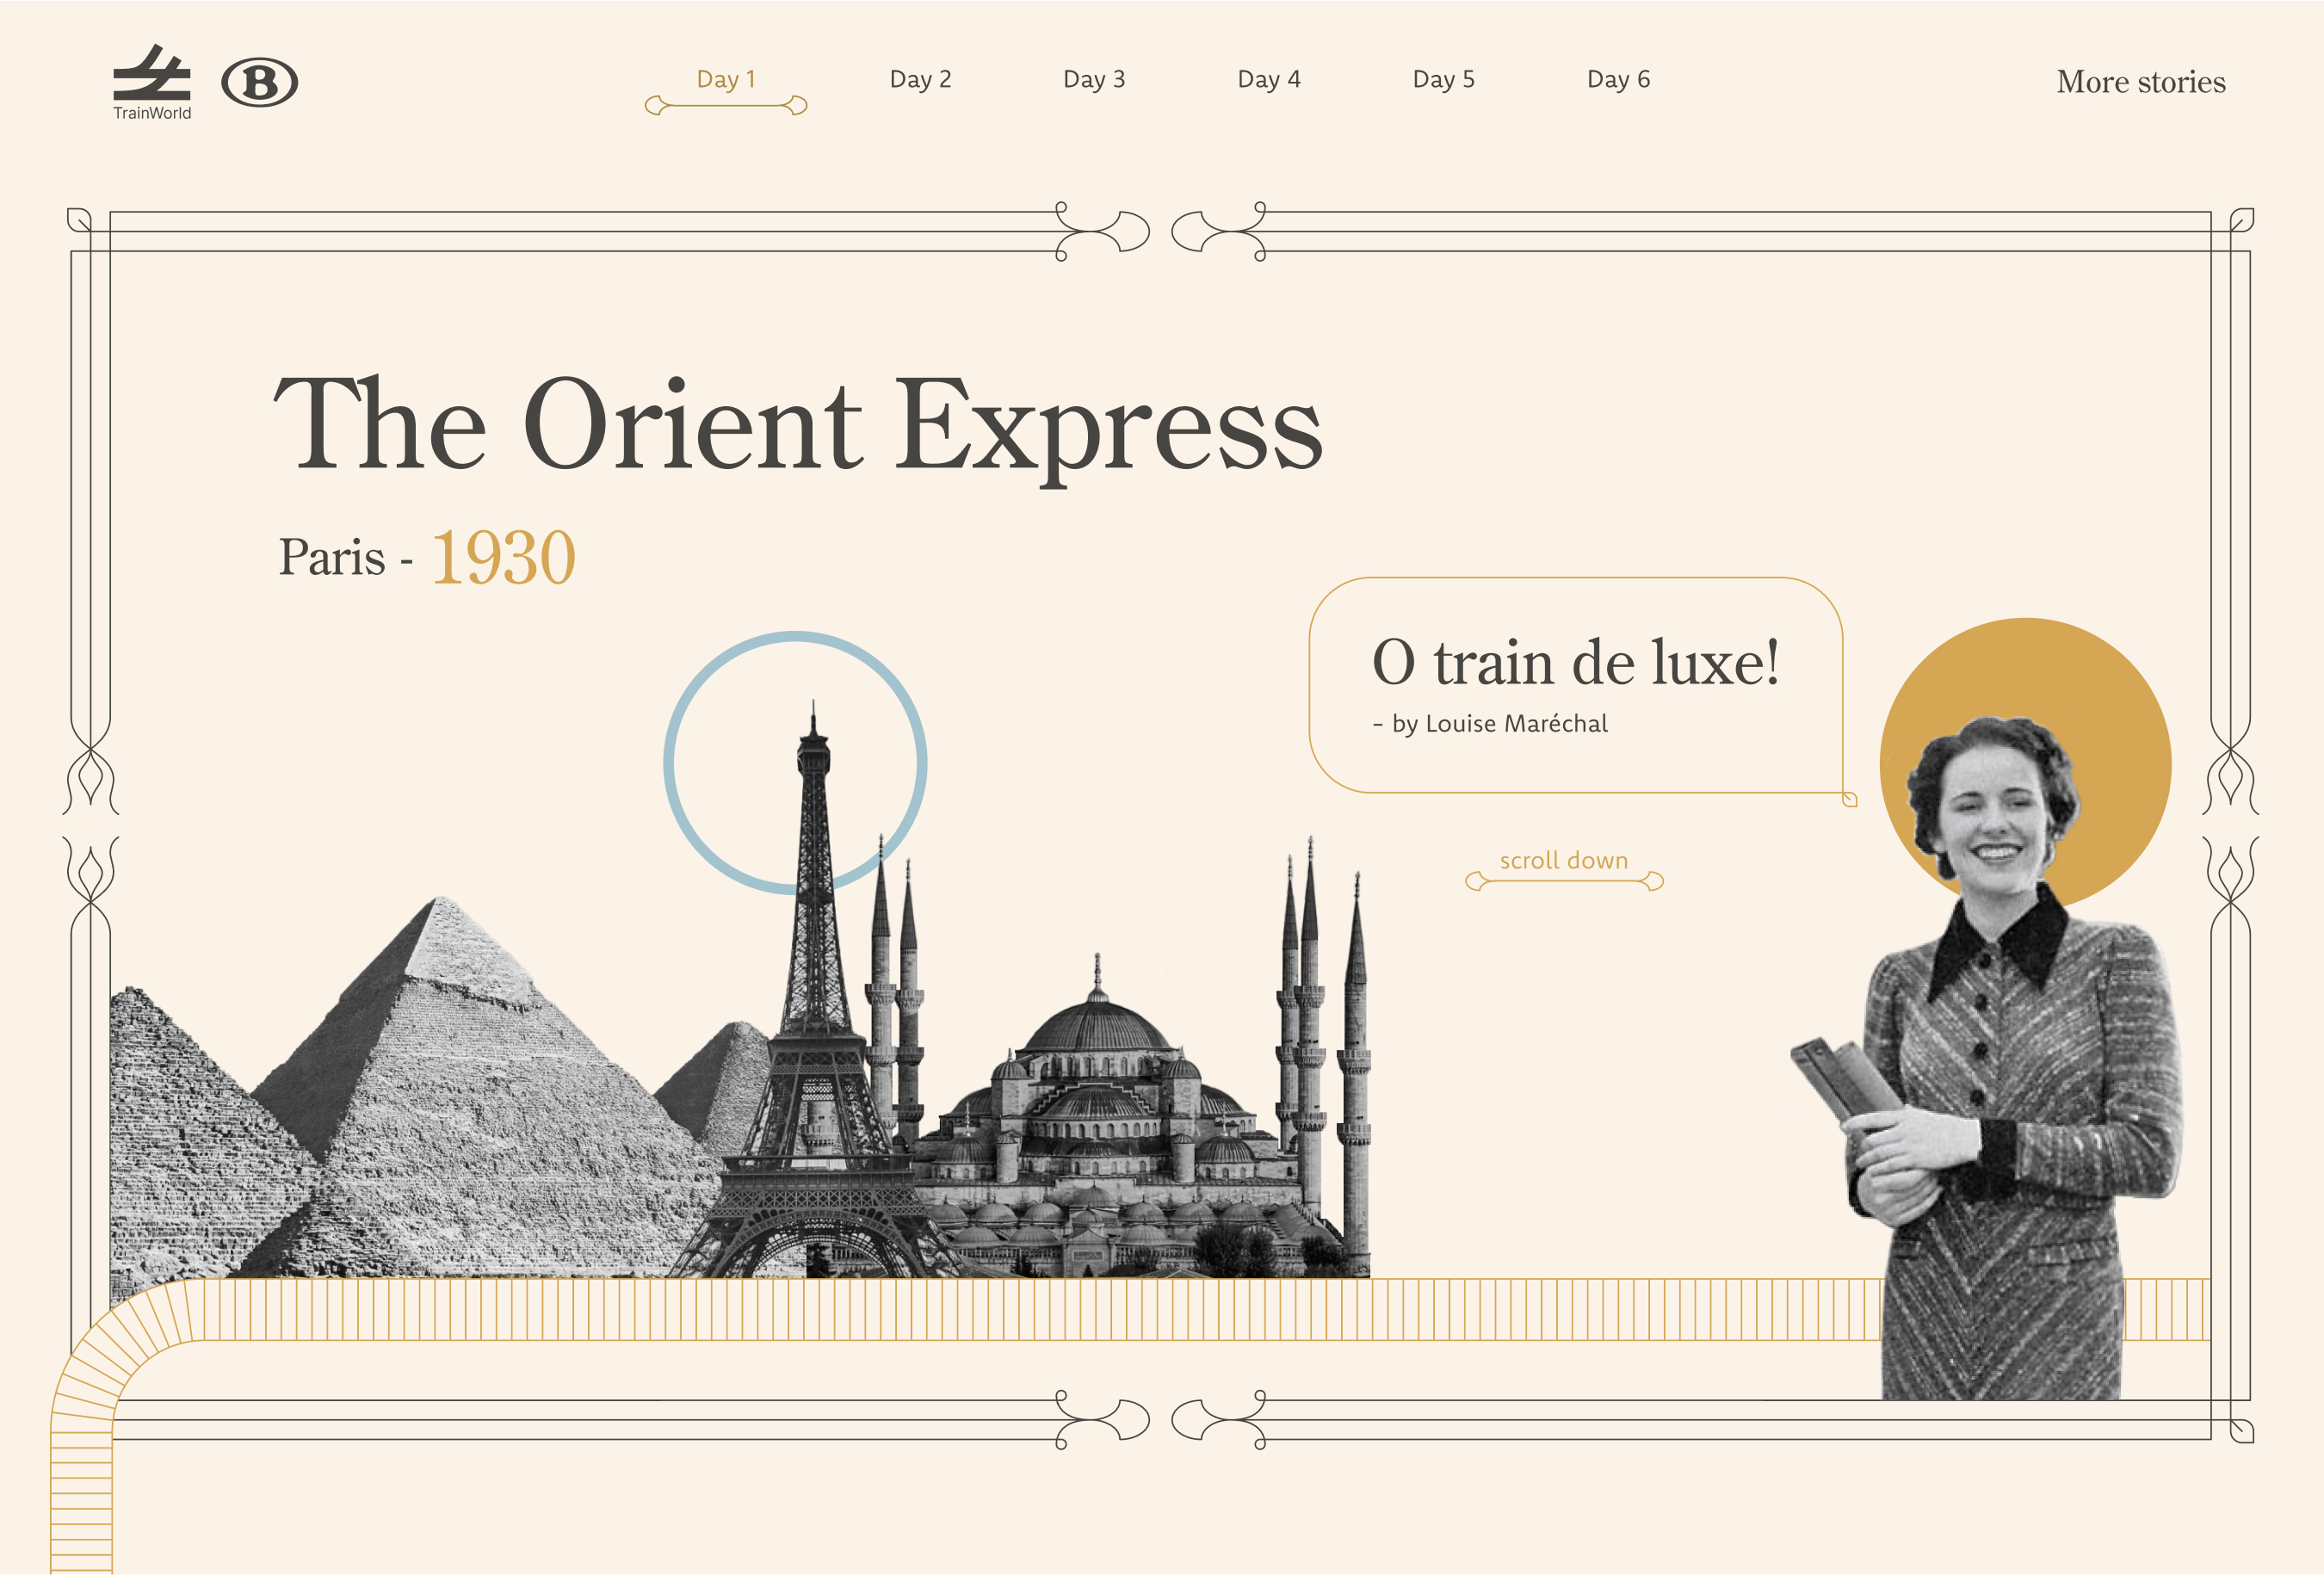 TrainWorld
B
Day 1
Day 2
Day 3
Day 4
Day 5
Day 6
More stories
The Orient Express
Paris - 1930
O train de luxe!
– by Louise Maréchal
scroll down